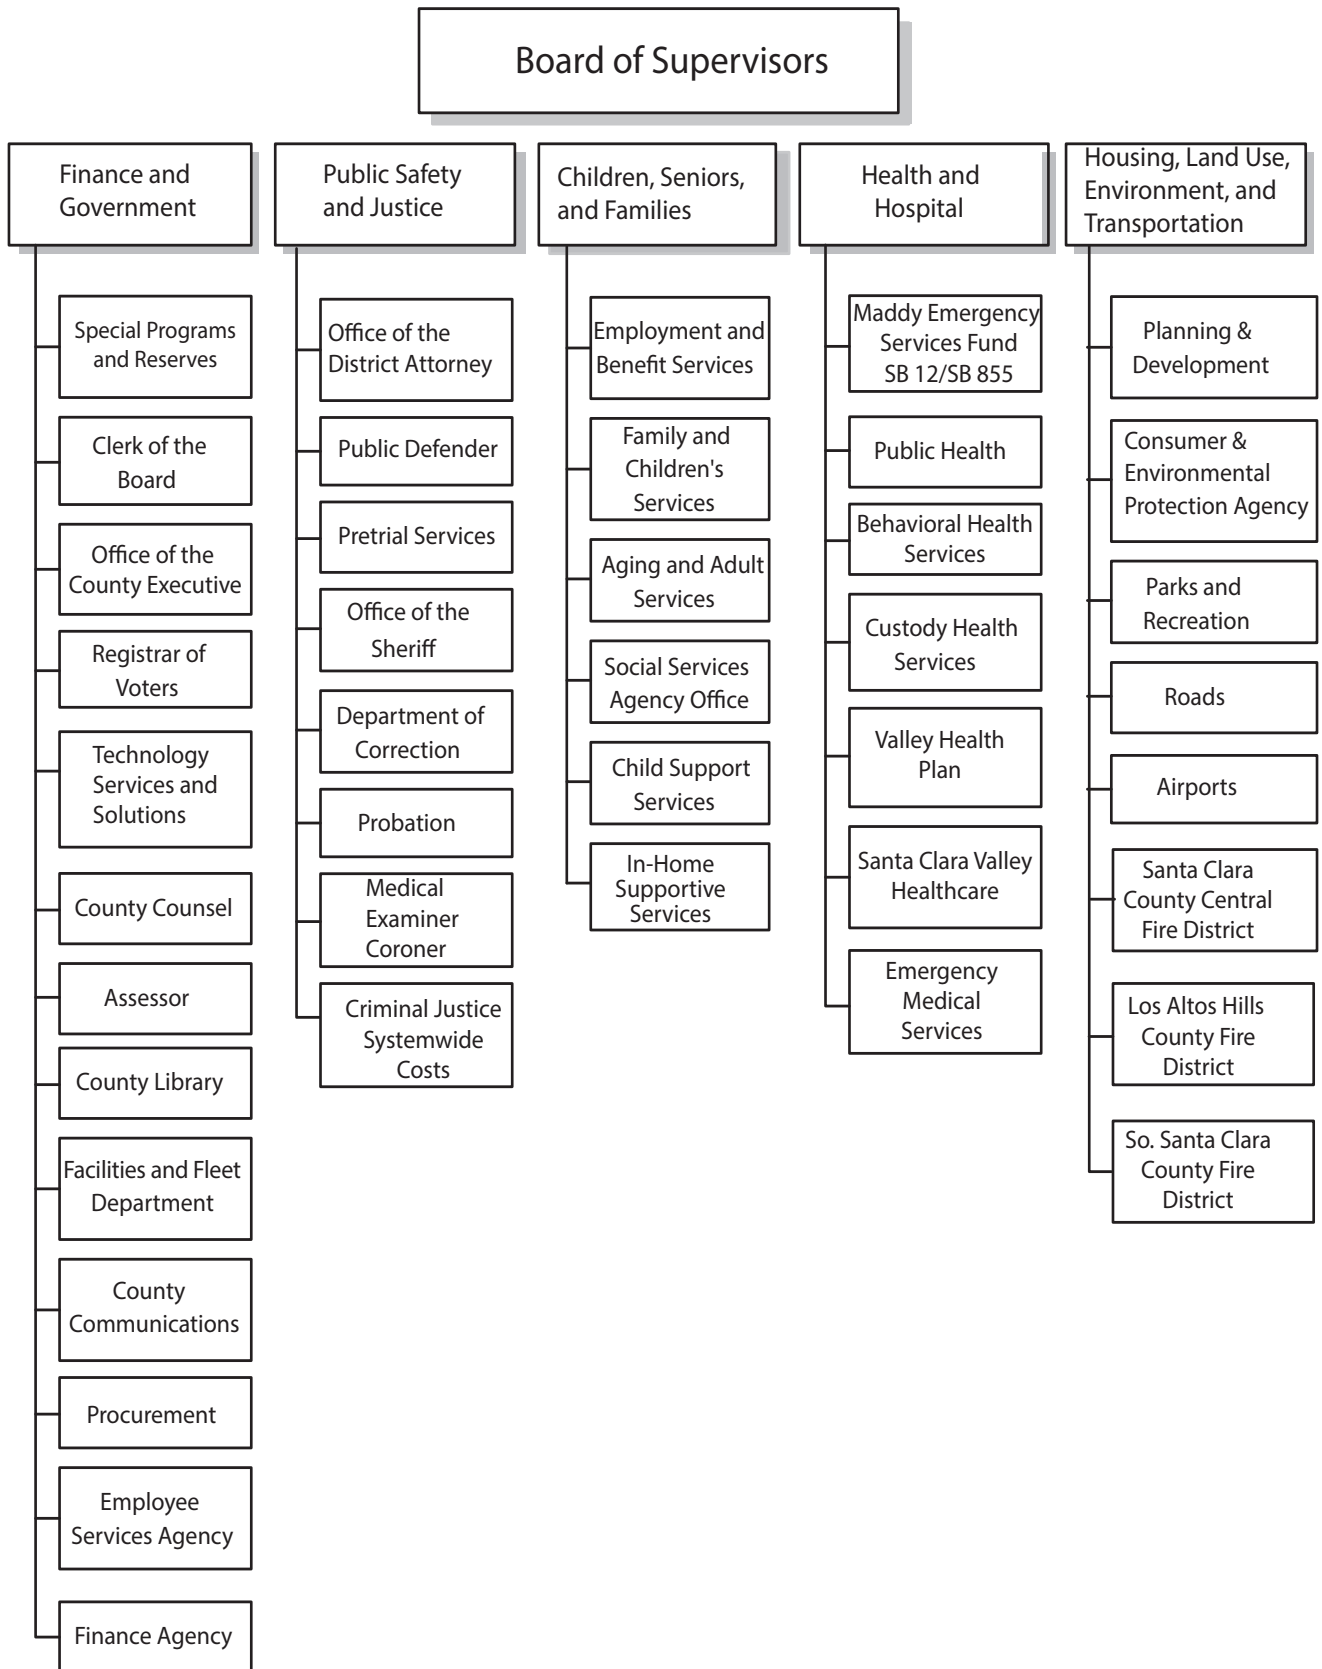 Board of Supervisors
Finance and
Government
Special Programs
and Reserves
Clerk of the
Board
Office of the
County Executive
Registrar of
Voters
Technology
Services and
Solutions
County Counsel
Assessor
County Library
Facilities and Fleet
Department
County
Communications
Procurement
Employee
Services Agency
Finance Agency
Public Safety
and Justice
Office of the
District Attorney
Public Defender
Pretrial Services
Office of the
Sheriff
Department of
Correction
Probation
Medical
Examiner
Coroner
Criminal Justice
Systemwide
Costs
Children, Seniors,
and Families
Employment and
Benefit Services
Family and
Children's
Services
Aging and Adult
Services
Social Services
Agency Office
Child Support
Services
In-Home
Supportive
Services
Health and
Hospital
Maddy Emergency
Services Fund
SB 12/SB 855
Public Health
Behavioral Health
Services
Custody Health
Services
Valley Health
Plan
Santa Clara Valley
Healthcare
Emergency
Medical
Services
Housing, Land Use,
Environment, and
Transportation
Planning &
Development
Consumer &
Environmental
Protection Agency
Parks and
Recreation
Roads
Airports
Santa Clara
County Central
Fire District
Los Altos Hills
County Fire
District
So. Santa Clara
County Fire
District